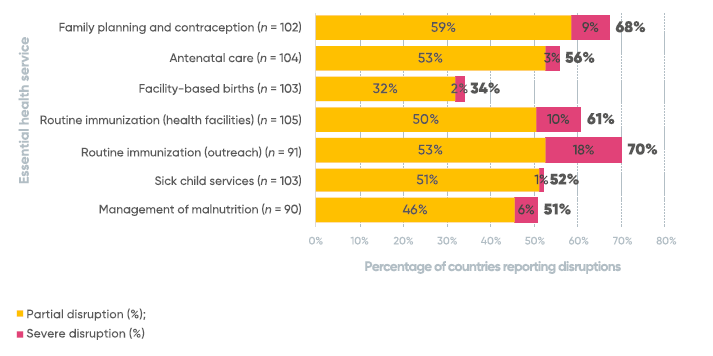 Essential health service
Family planning and contraception (n = 102) 59% 9% 68%
Antenatal care (n = 104) 53% 3% 56%
Facility-based births (n = 103) 32% 2% 34%
Routine immunization (health facilities) (n = 105) 50% 10% 61%
Routine immunization (outreach) (n = 91) 53% 18% 70%
Sick child services (n = 103) 51% 1% 52%
Management of malnutrition (n = 90) 46% 6% 51%
0% 10% 20% 30% 40% 50% 60% 70% 80%
Percentage of countries reporting disruptions
Partial disruption (%);
Severe disruption (%)